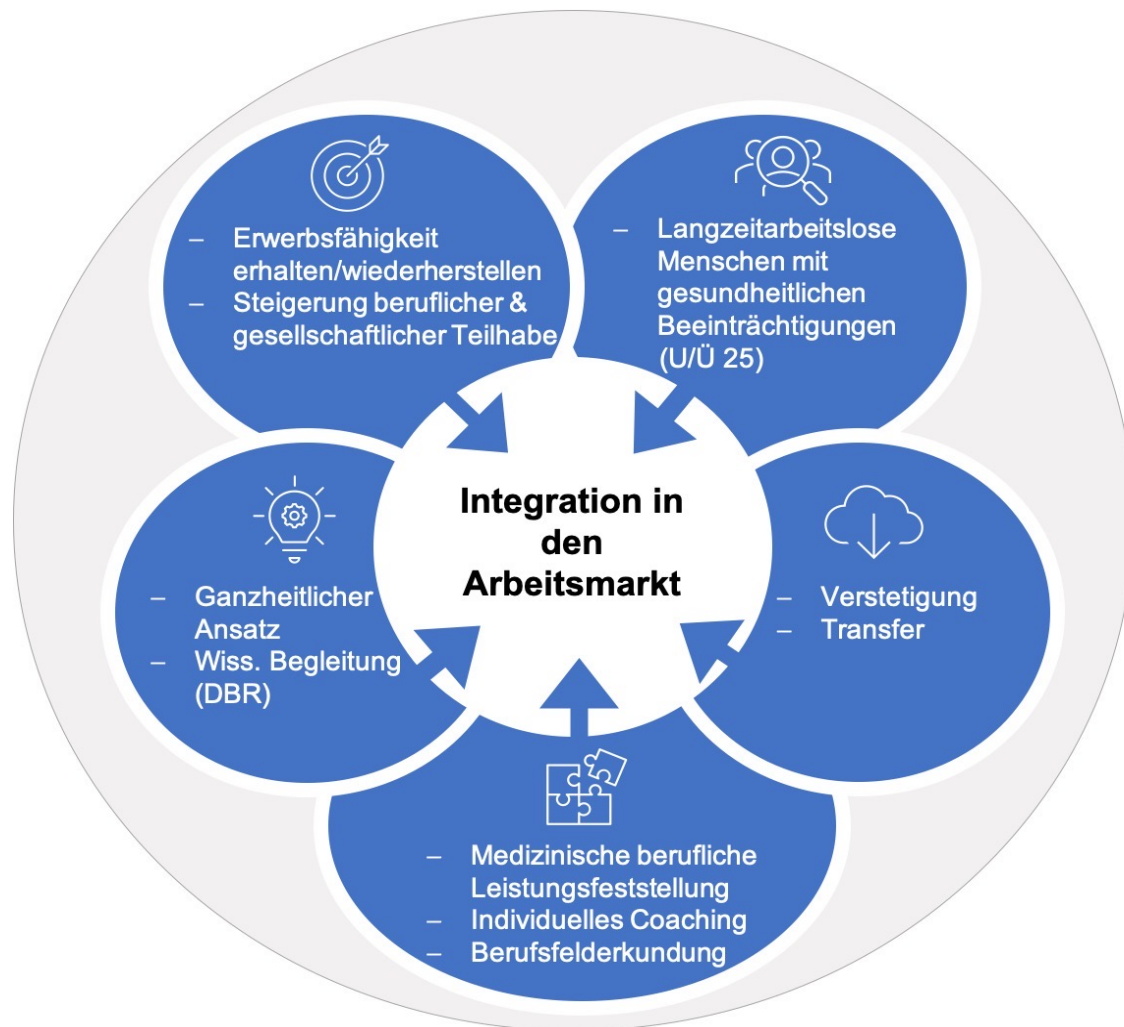 – Erwerbsfähigkeit
erhalten/wiederherstellen
– Steigerung beruflicher &
gesellschaftlicher Teilhabe
– Langzeitarbeitslose
Menschen mit
gesundheitlichen
Beeinträchtigungen
(U/Ü 25)
Integration in
den
Arbeitsmarkt
– Ganzheitlicher
Ansatz
– Wiss. Begleitung
(DBR)
– Verstetigung
– Transfer
– Medizinische berufliche
Leistungsfeststellung
– Individuelles Coaching
– Berufsfelderkundung